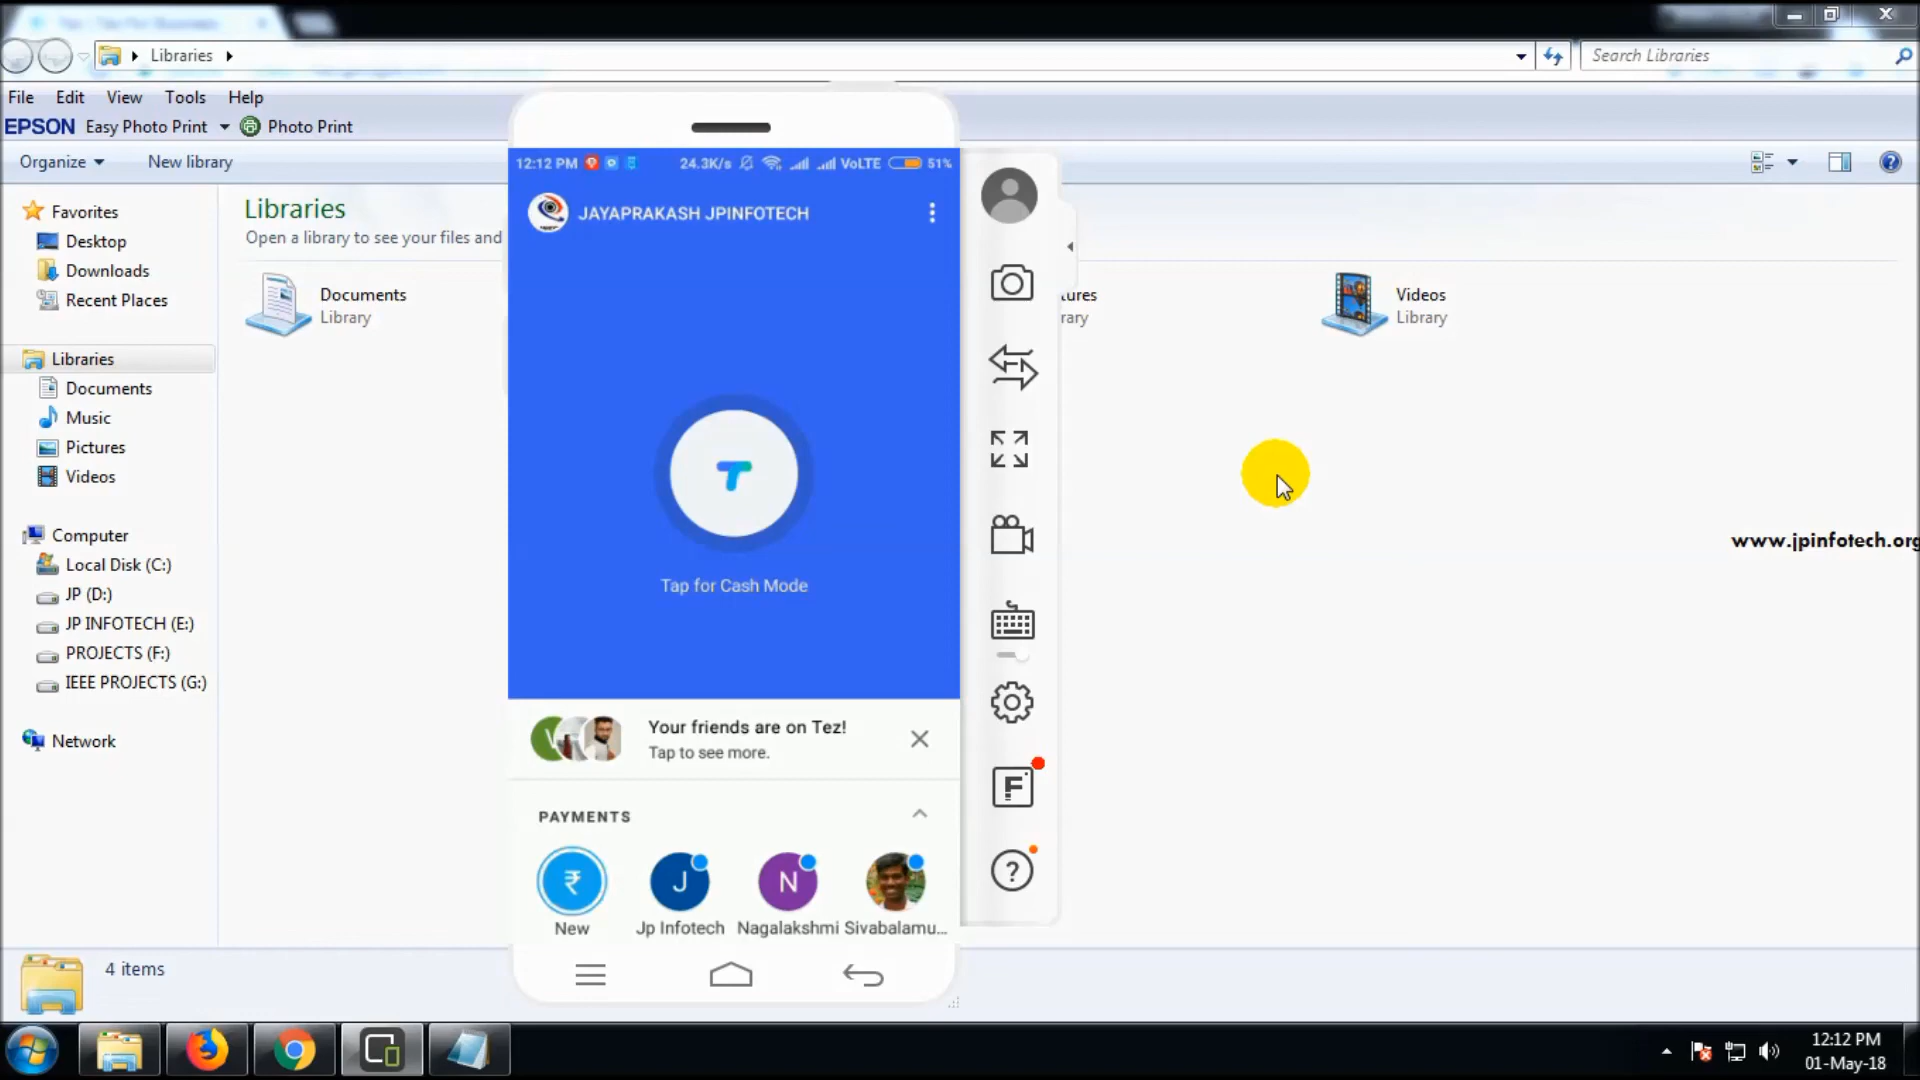 Libraries
Search Libraries
File Edit View Tools Help
EPSON Easy Photo Print Photo Print
Organize New library
Favorites
Desktop
Downloads
Recent Places
Libraries
Documents
Music
Pictures
Videos
Computer
Local Disk (C:)
JP (D:)
JP INFOTECH (E:)
PROJECTS (F:)
IEEE PROJECTS (G:)
Network
Libraries
Open a library to see your files and
Documents
Library
tures
rary
Videos
Library
12:12 PM 24.3K/s VoLTE 51%
JAYAPRAKASH JPINFOTECH
T
Tap for Cash Mode
V
Your friends are on Tez!
Tap to see more.
PAYMENTS
₹ J N
New Jp Infotech Nagalakshmi Sivabalamu...
F
?
www.jpinfotech.org
4 items
12:12 PM
01-May-18